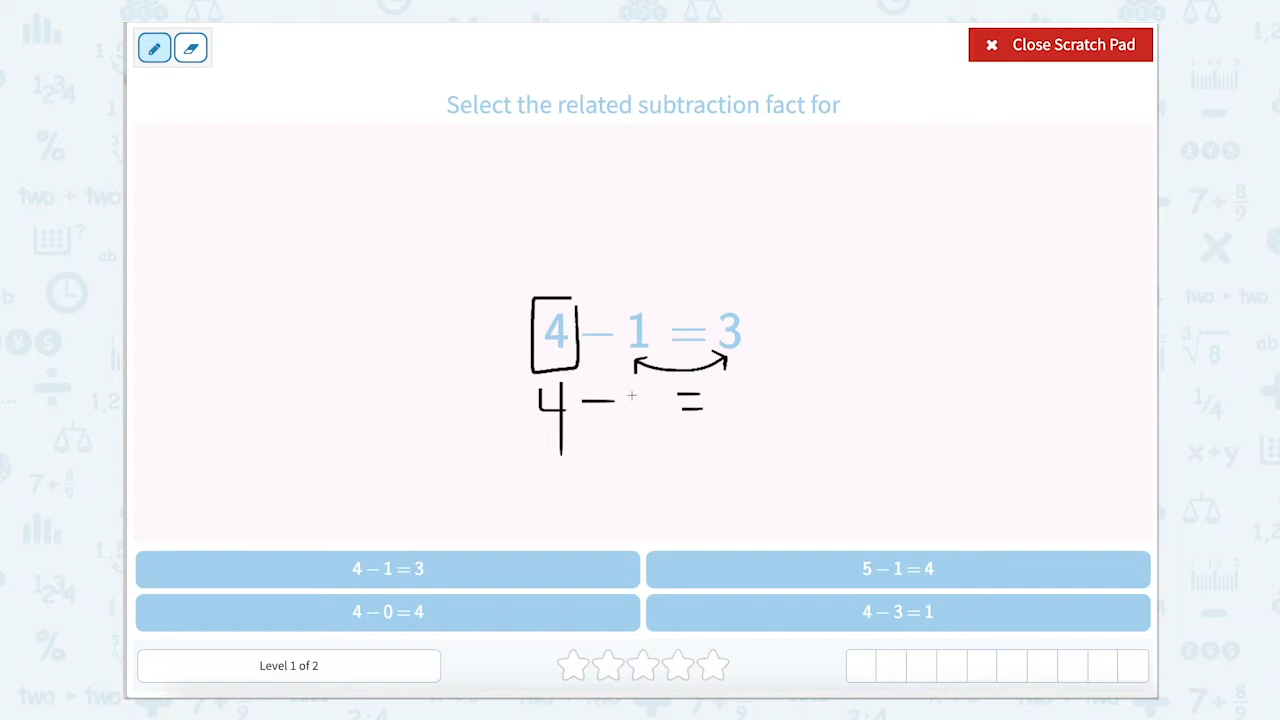 Close Scratch Pad
Select the related subtraction fact for
4 − 1 = 3
4 − =
4 − 1 = 3
5 − 1 = 4
4 − 0 = 4
4 − 3 = 1
Level 1 of 2